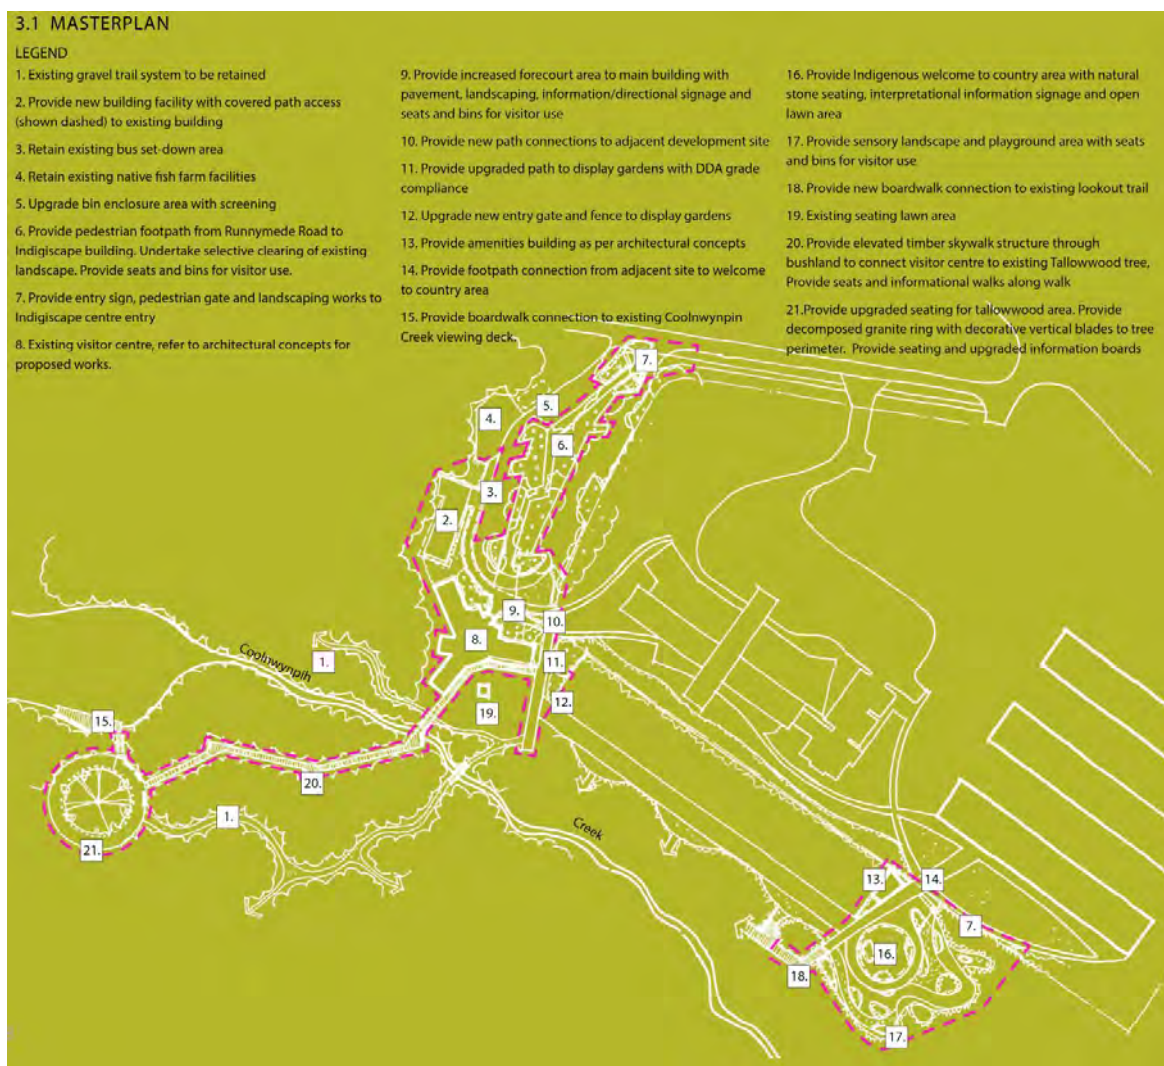 3.1 MASTERPLAN
LEGEND
1. Existing gravel trail system to be retained
2. Provide new building facility with covered path access
(shown dashed) to existing building
3. Retain existing bus set-down area
4. Retain existing native fish farm facilities
5. Upgrade bin enclosure area with screening
6. Provide pedestrian footpath from Runnymede Road to
Indigiscape building. Undertake selective clearing of existing
landscape. Provide seats and bins for visitor use.
7. Provide entry sign, pedestrian gate and landscaping works to
Indigiscape centre entry
8. Existing visitor centre, refer to architectural concepts for
proposed works.
9. Provide increased forecourt area to main building with
pavement, landscaping, information/directional signage and
seats and bins for visitor use
10. Provide new path connections to adjacent development site
11. Provide upgraded path to display gardens with DDA grade
compliance
12. Upgrade new entry gate and fence to display gardens
13. Provide amenities building as per architectural concepts
14. Provide footpath connection from adjacent site to welcome
to country area
15. Provide boardwalk connection to existing Coolnwynpin
Creek viewing deck.
16. Provide Indigenous welcome to country area with natural
stone seating, interpretational information signage and open
lawn area
17. Provide sensory landscape and playground area with seats
and bins for visitor use
18. Provide new boardwalk connection to existing lookout trail
19. Existing seating lawn area
20. Provide elevated timber skywalk structure through
bushland to connect visitor centre to existing Tallowwood tree,
Provide seats and informational walks along walk
21.Provide upgraded seating for tallowwood area. Provide
decomposed granite ring with decorative vertical blades to tree
perimeter. Provide seating and upgraded information boards
7.
5.
4.
6.
3.
2.
9.
10.
8.
1.
Coolnwynpih
11.
12.
19.
15.
20.
1.
21.
Creek
13.
14.
7.
16.
18.
17.